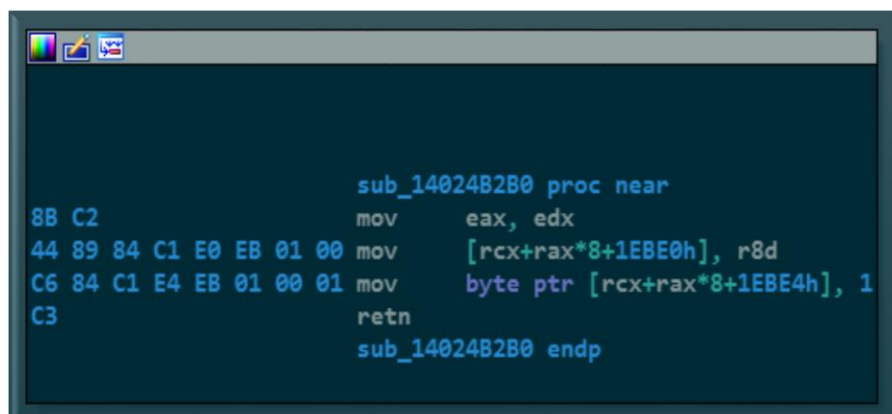 sub_14024B2B0 proc near
8B C2 mov eax, edx
44 89 84 C1 E0 EB 01 00 mov [rcx+rax*8+1EBE0h], r8d
C6 84 C1 E4 EB 01 00 01 mov byte ptr [rcx+rax*8+1EBE4h], 1
C3 retn
sub_14024B2B0 endp